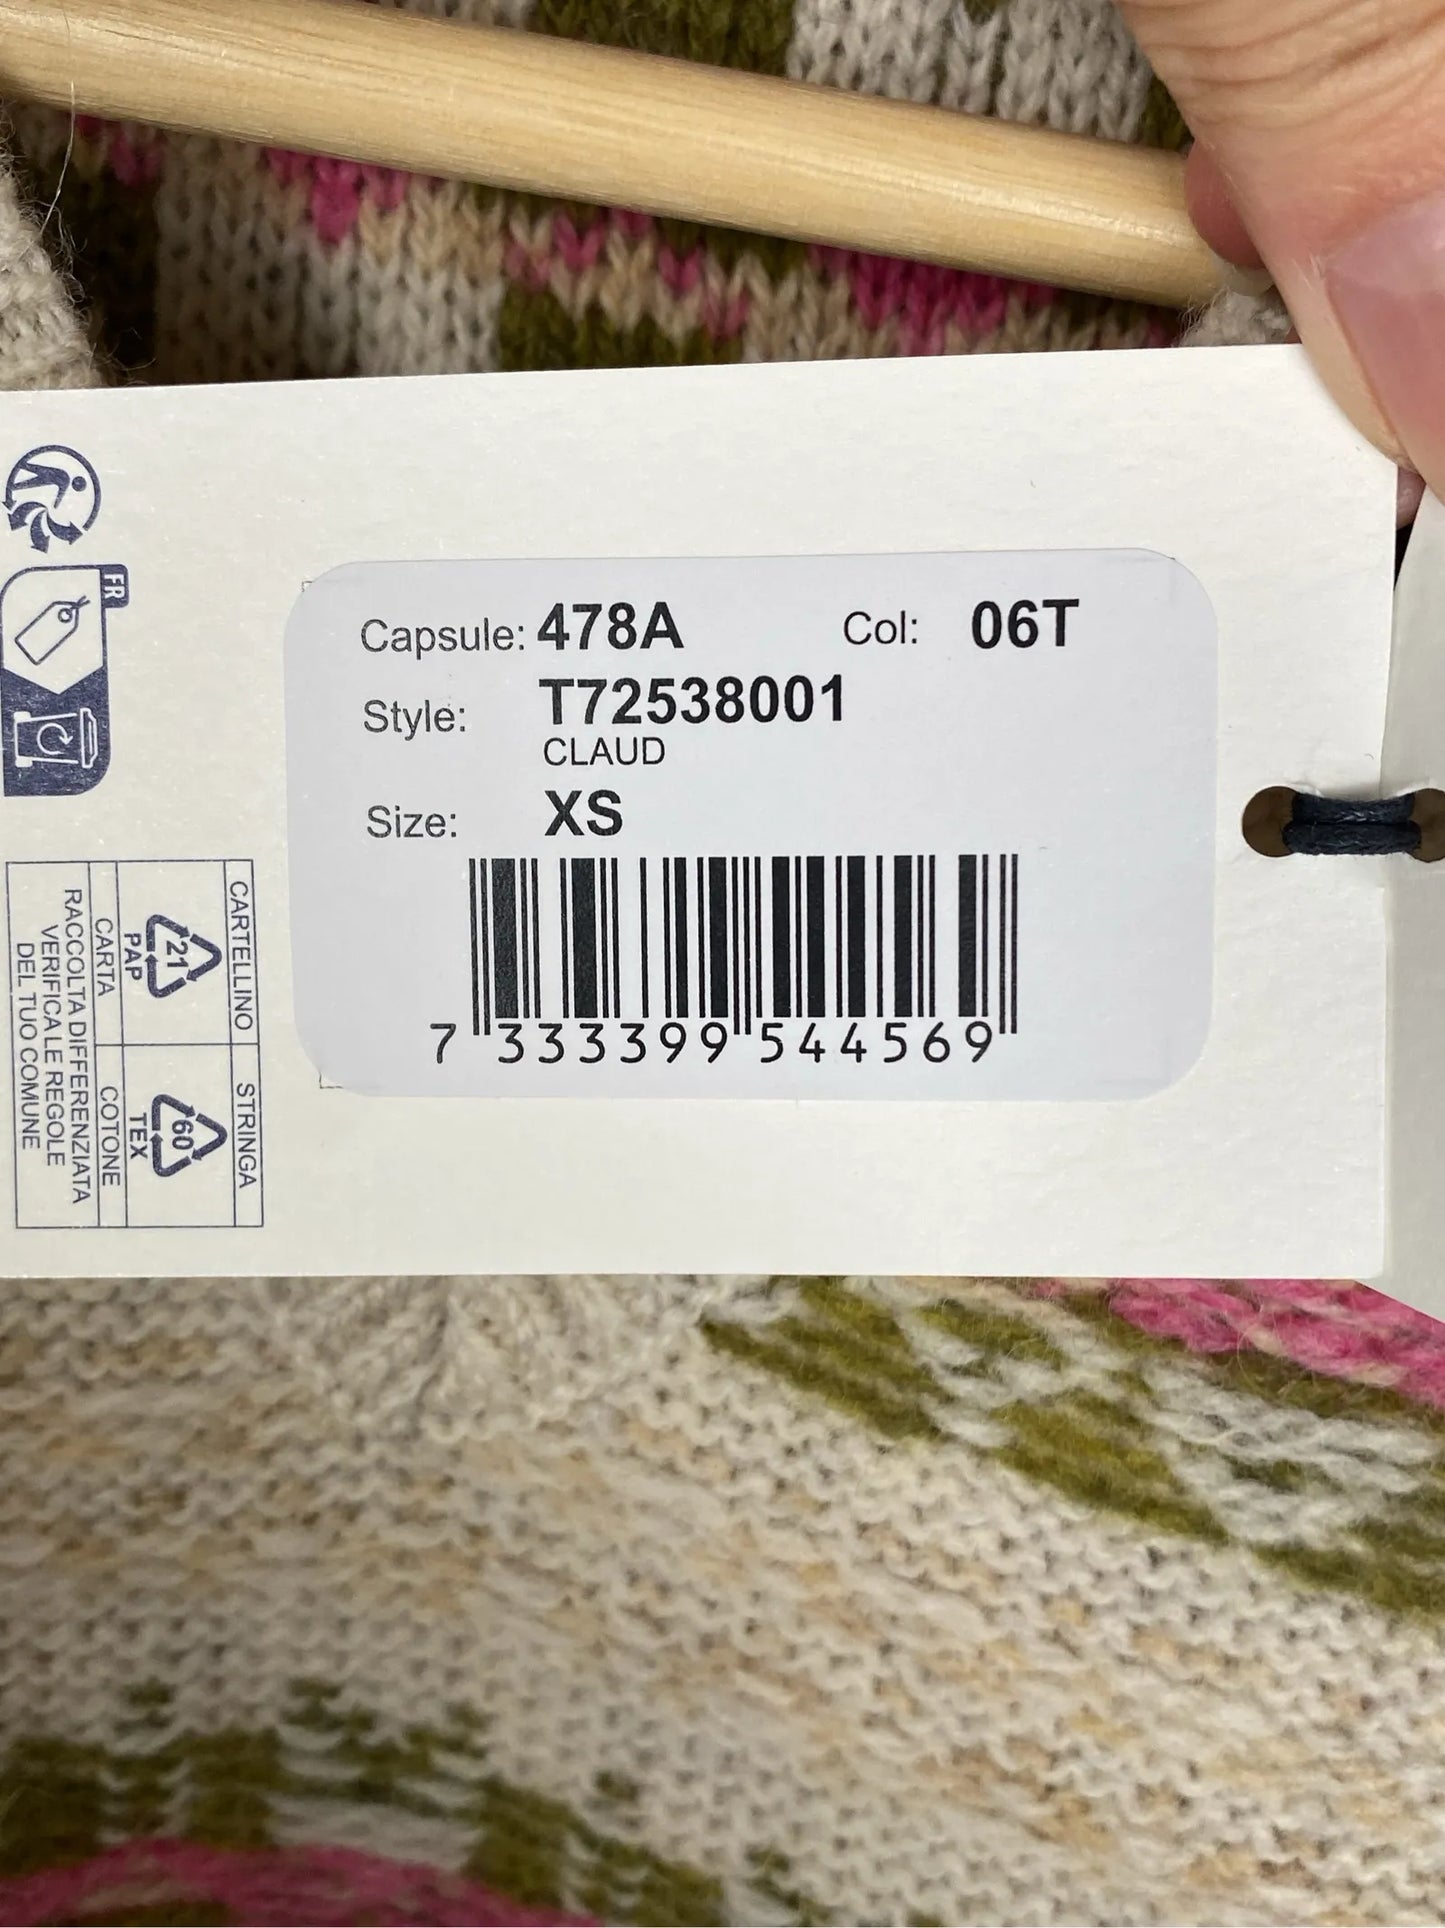 Capsule: 478A Col: 06T
Style: T72538001
CLAUD
Size: XS
7 333399 544569
FR
CARTELLINO
21
PAP
CARTA
STRINGA
60
TEX
COTONE
RACCOLTA DIFFERENZIATA
VERIFICA LE REGOLE
DEL TUO COMUNE